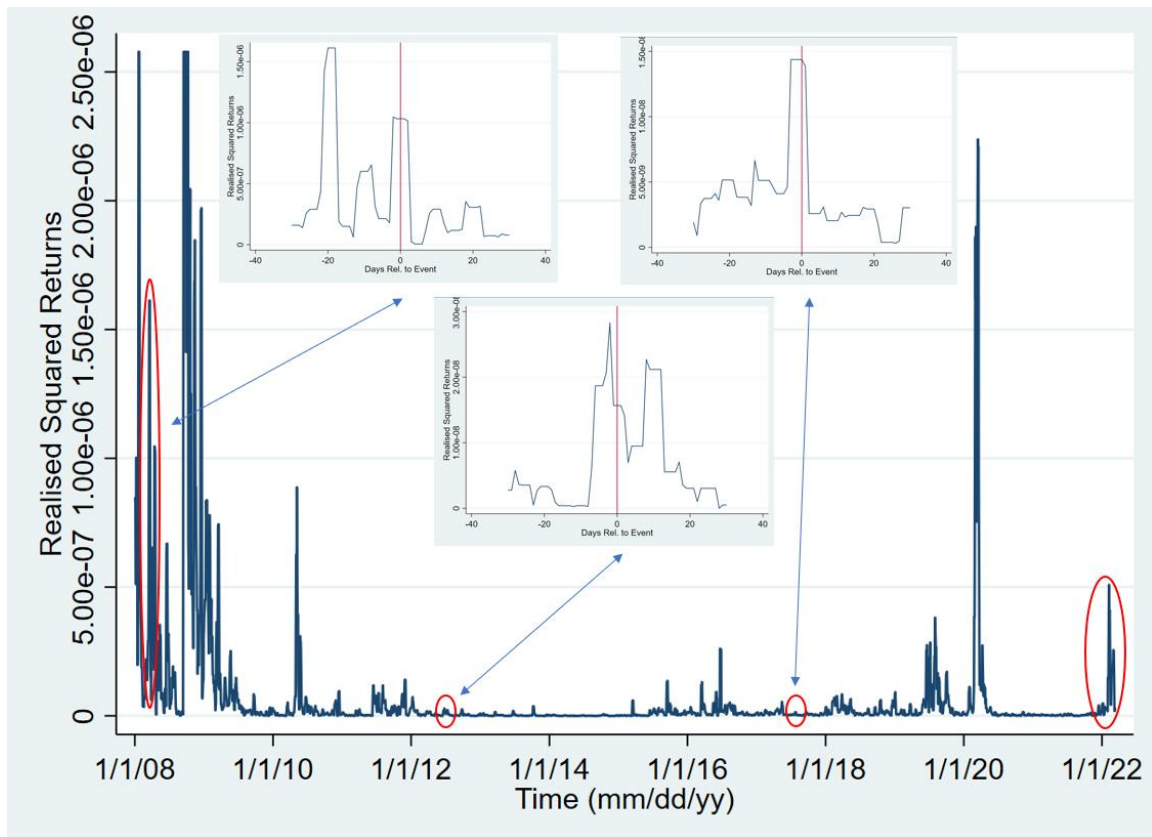 Realised Squared Returns
2.50e-06
2.00e-06
1.50e-06
1.00e-06
5.00e-07
0
1/1/08
1/1/10
1/1/12
1/1/14
1/1/16
1/1/18
1/1/20
1/1/22
Time (mm/dd/yy)
Realised Squared Returns
1.50e-06
1.00e-06
5.00e-07
0
-40
-20
0
20
40
Days Rel. to Event
Realised Squared Returns
1.50e-08
1.00e-08
5.00e-09
0
-40
-20
0
20
40
Days Rel. to Event
Realised Squared Returns
3.00e-08
2.00e-08
1.00e-08
0
-40
-20
0
20
40
Days Rel. to Event